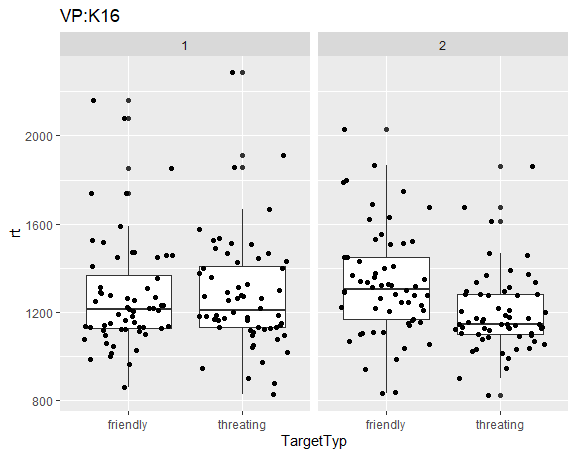 VP:K16
1 2
2000
1600
1200
800
rt
friendly threating friendly threating
TargetTyp